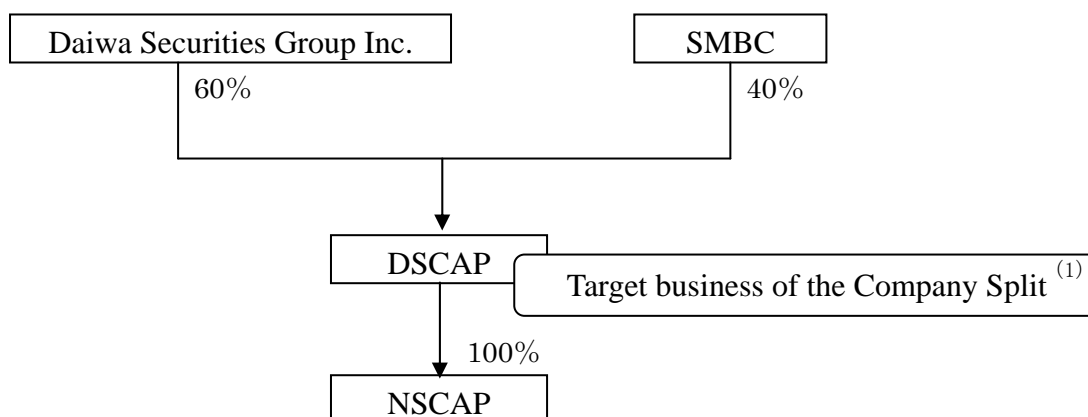 Daiwa Securities Group Inc.
SMBC
60%
40%
DSCAP
Target business of the Company Split (1)
100%
NSCAP